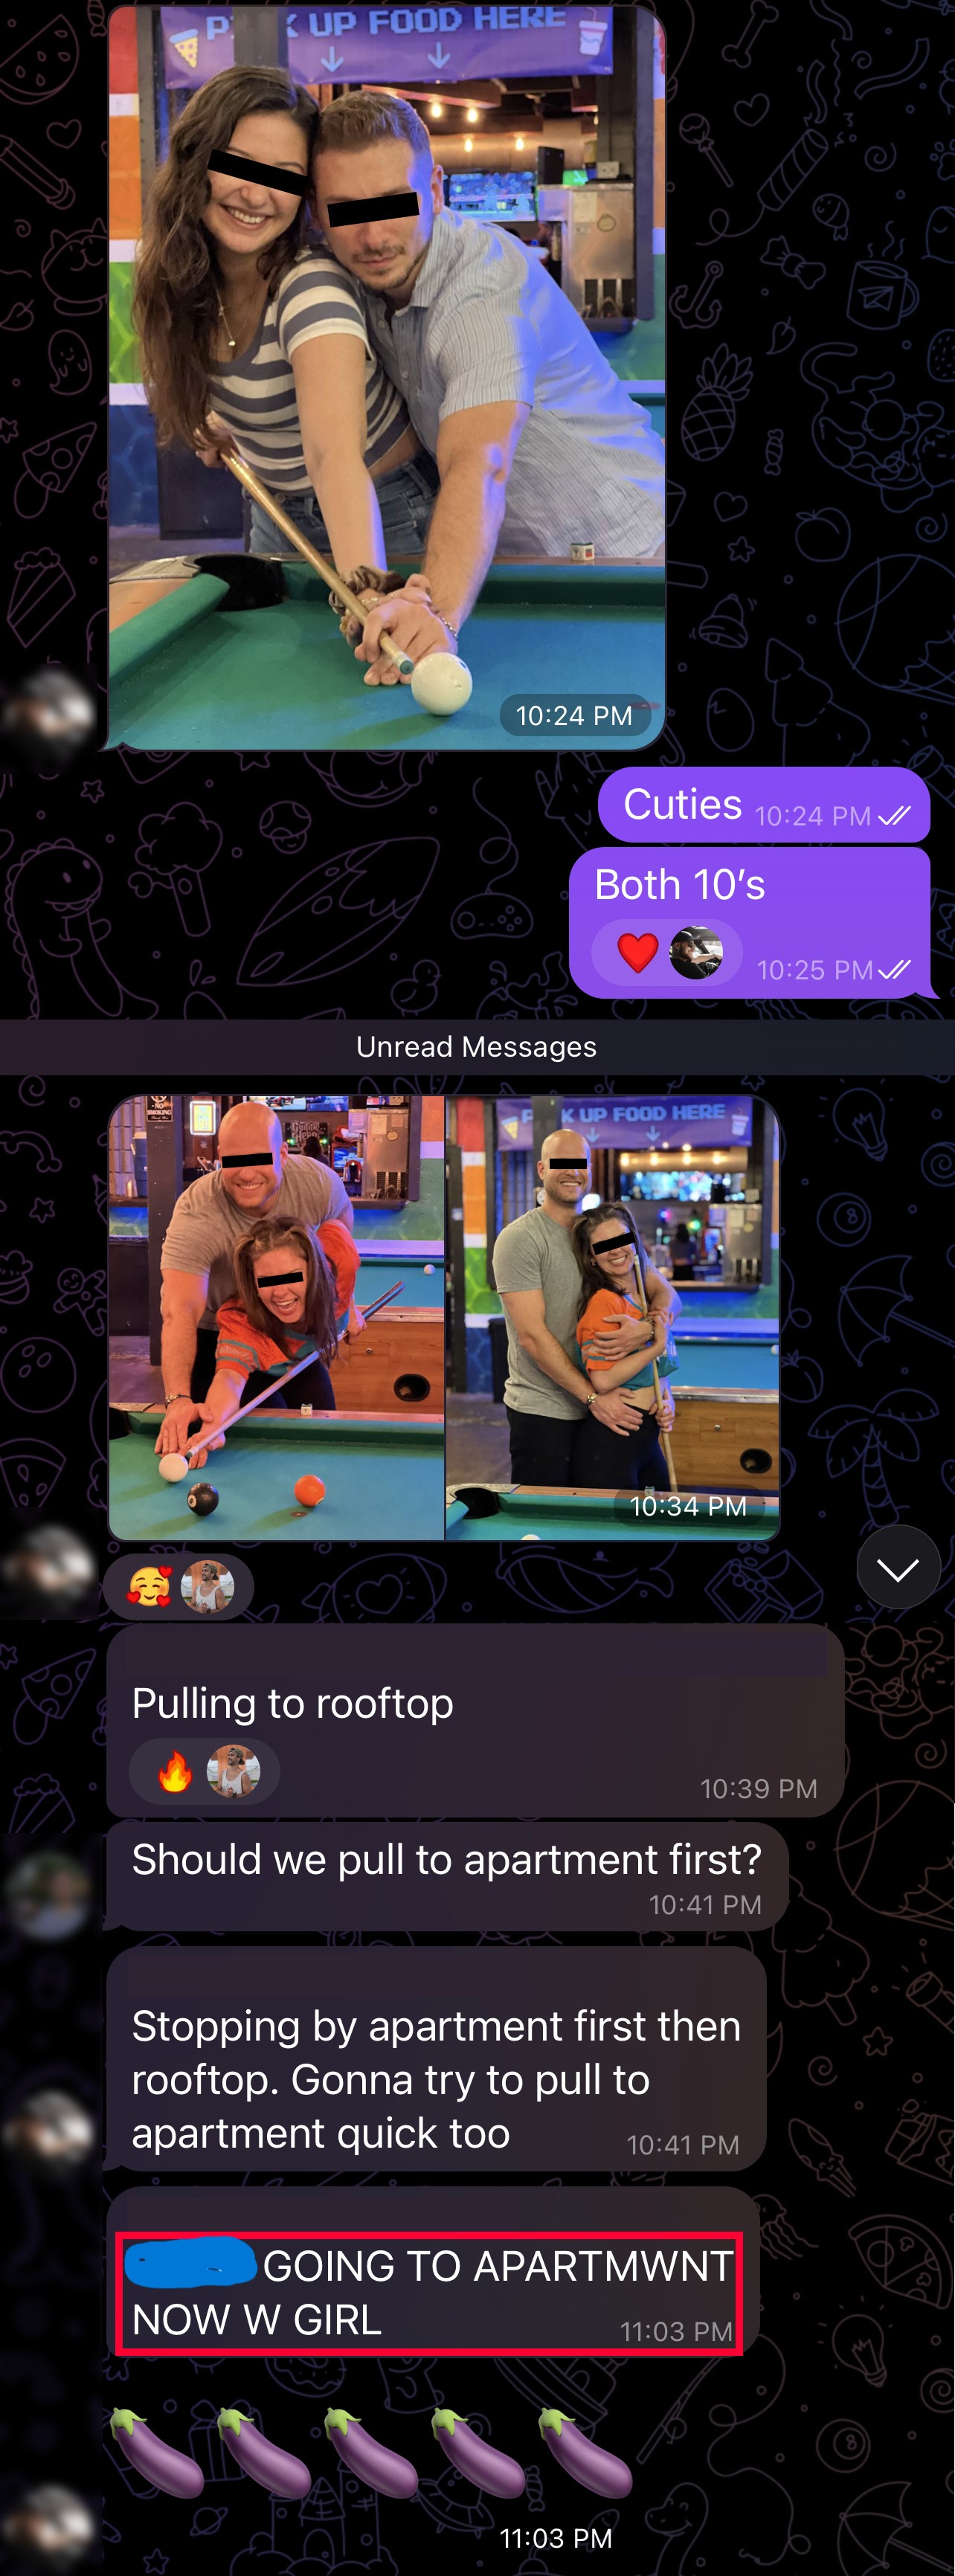 UP FOOD HERE
10:24 PM
Cuties 10:24 PM
Both 10's
10:25 PM
Unread Messages
NO
SMOKING
K UP FOOD HERE
8
10:34 PM
Pulling to rooftop
10:39 PM
Should we pull to apartment first?
10:41 PM
Stopping by apartment first then
rooftop. Gonna try to pull to
apartment quick too 10:41 PM
GOING TO APARTMWNT
NOW W GIRL 11:03 PM
11:03 PM